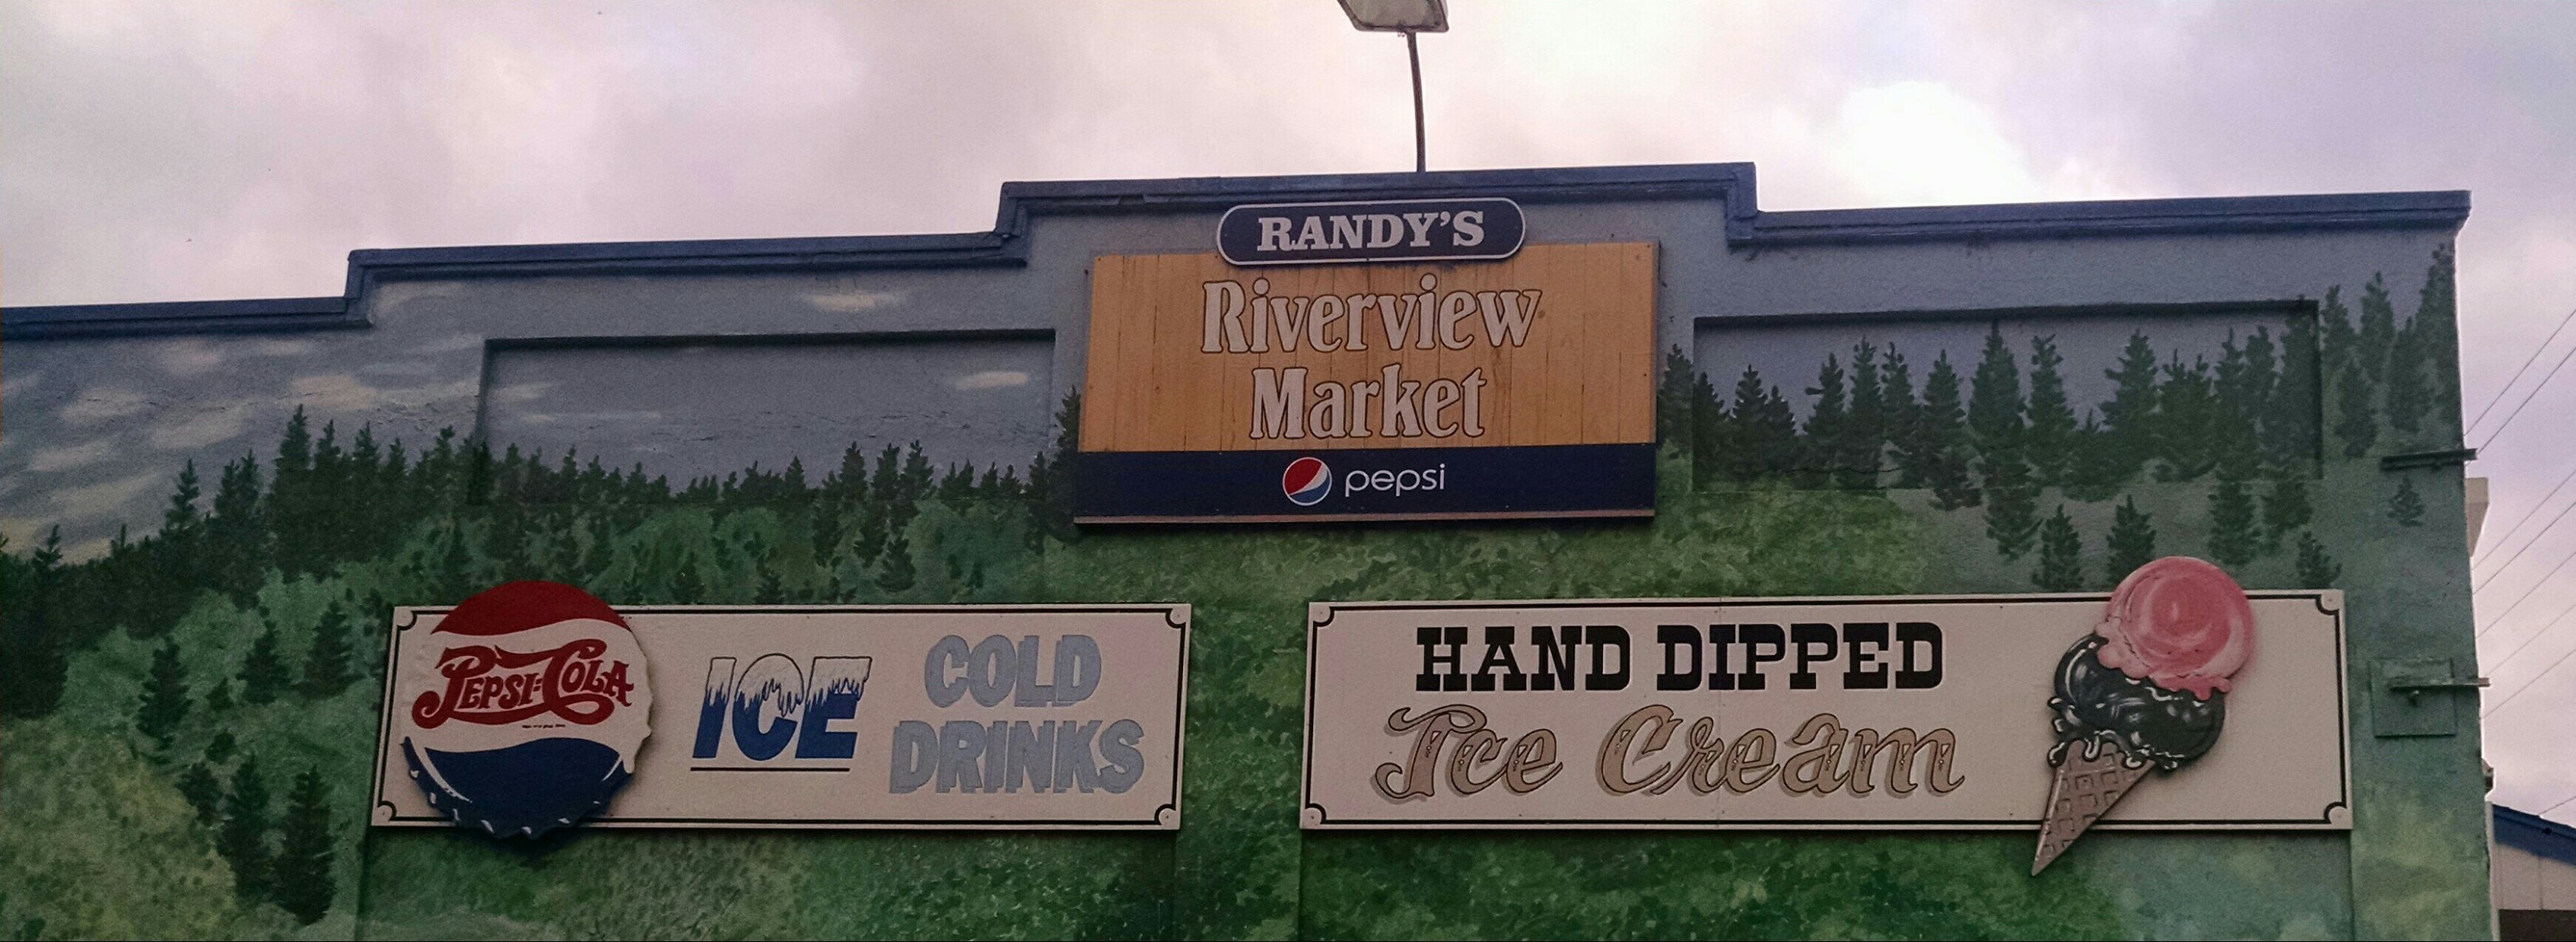 RANDY'S
Riverview
Market
pepsi
PEPSI-COLA
ICE
COLD
DRINKS
HAND DIPPED
Ice Cream